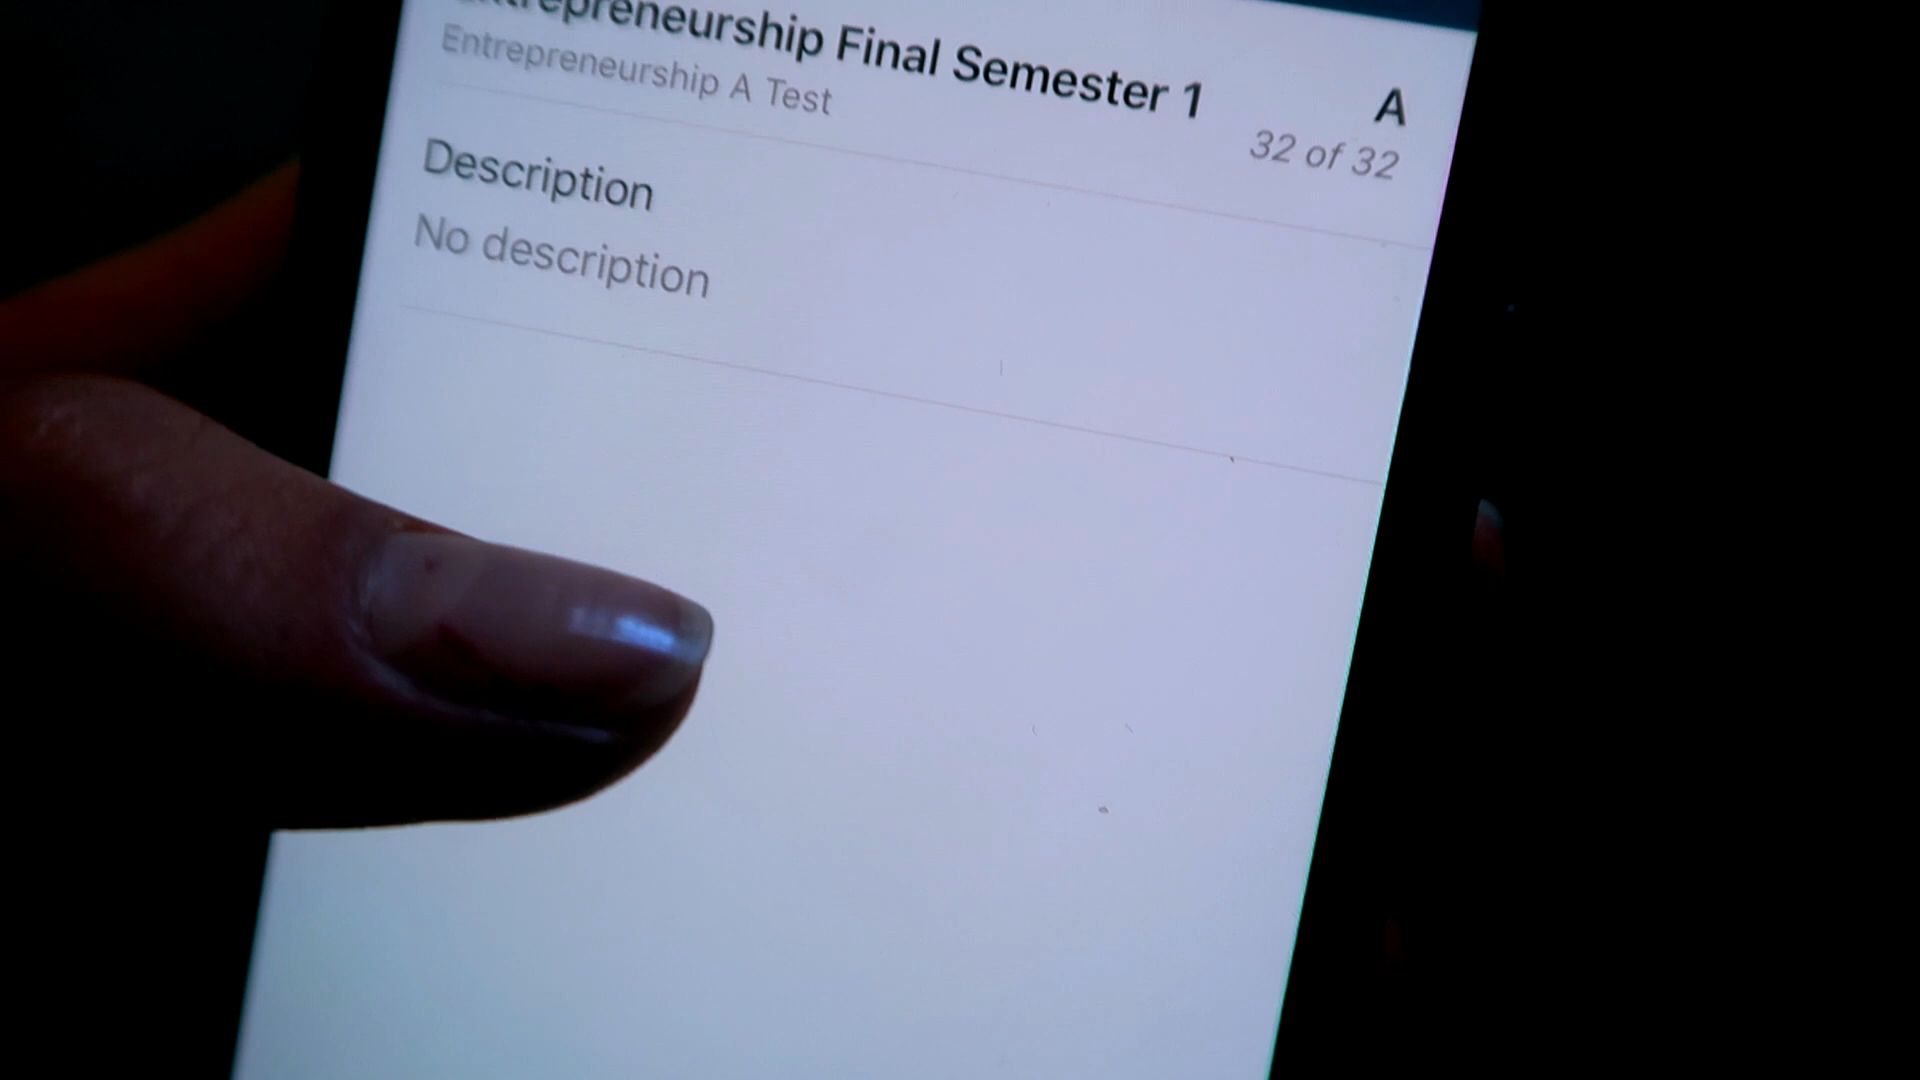 Entrepreneurship Final Semester 1
Entrepreneurship A Test
A
32 of 32
Description
No description